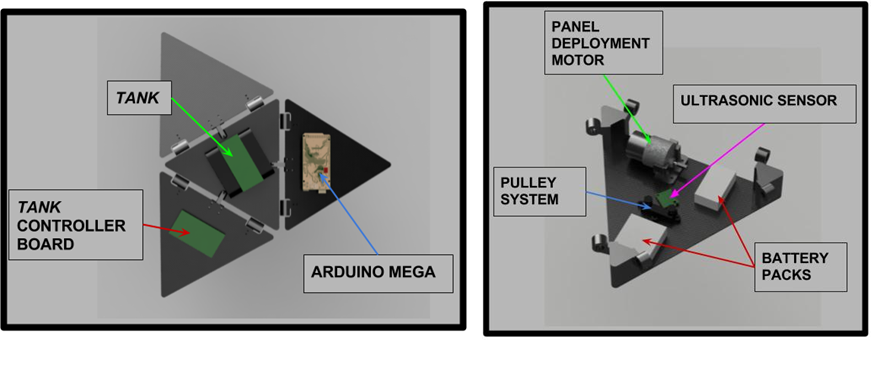 TANK
TANK
CONTROLLER
BOARD
ARDUINO MEGA
PANEL
DEPLOYMENT
MOTOR
ULTRASONIC SENSOR
PULLEY
SYSTEM
BATTERY
PACKS